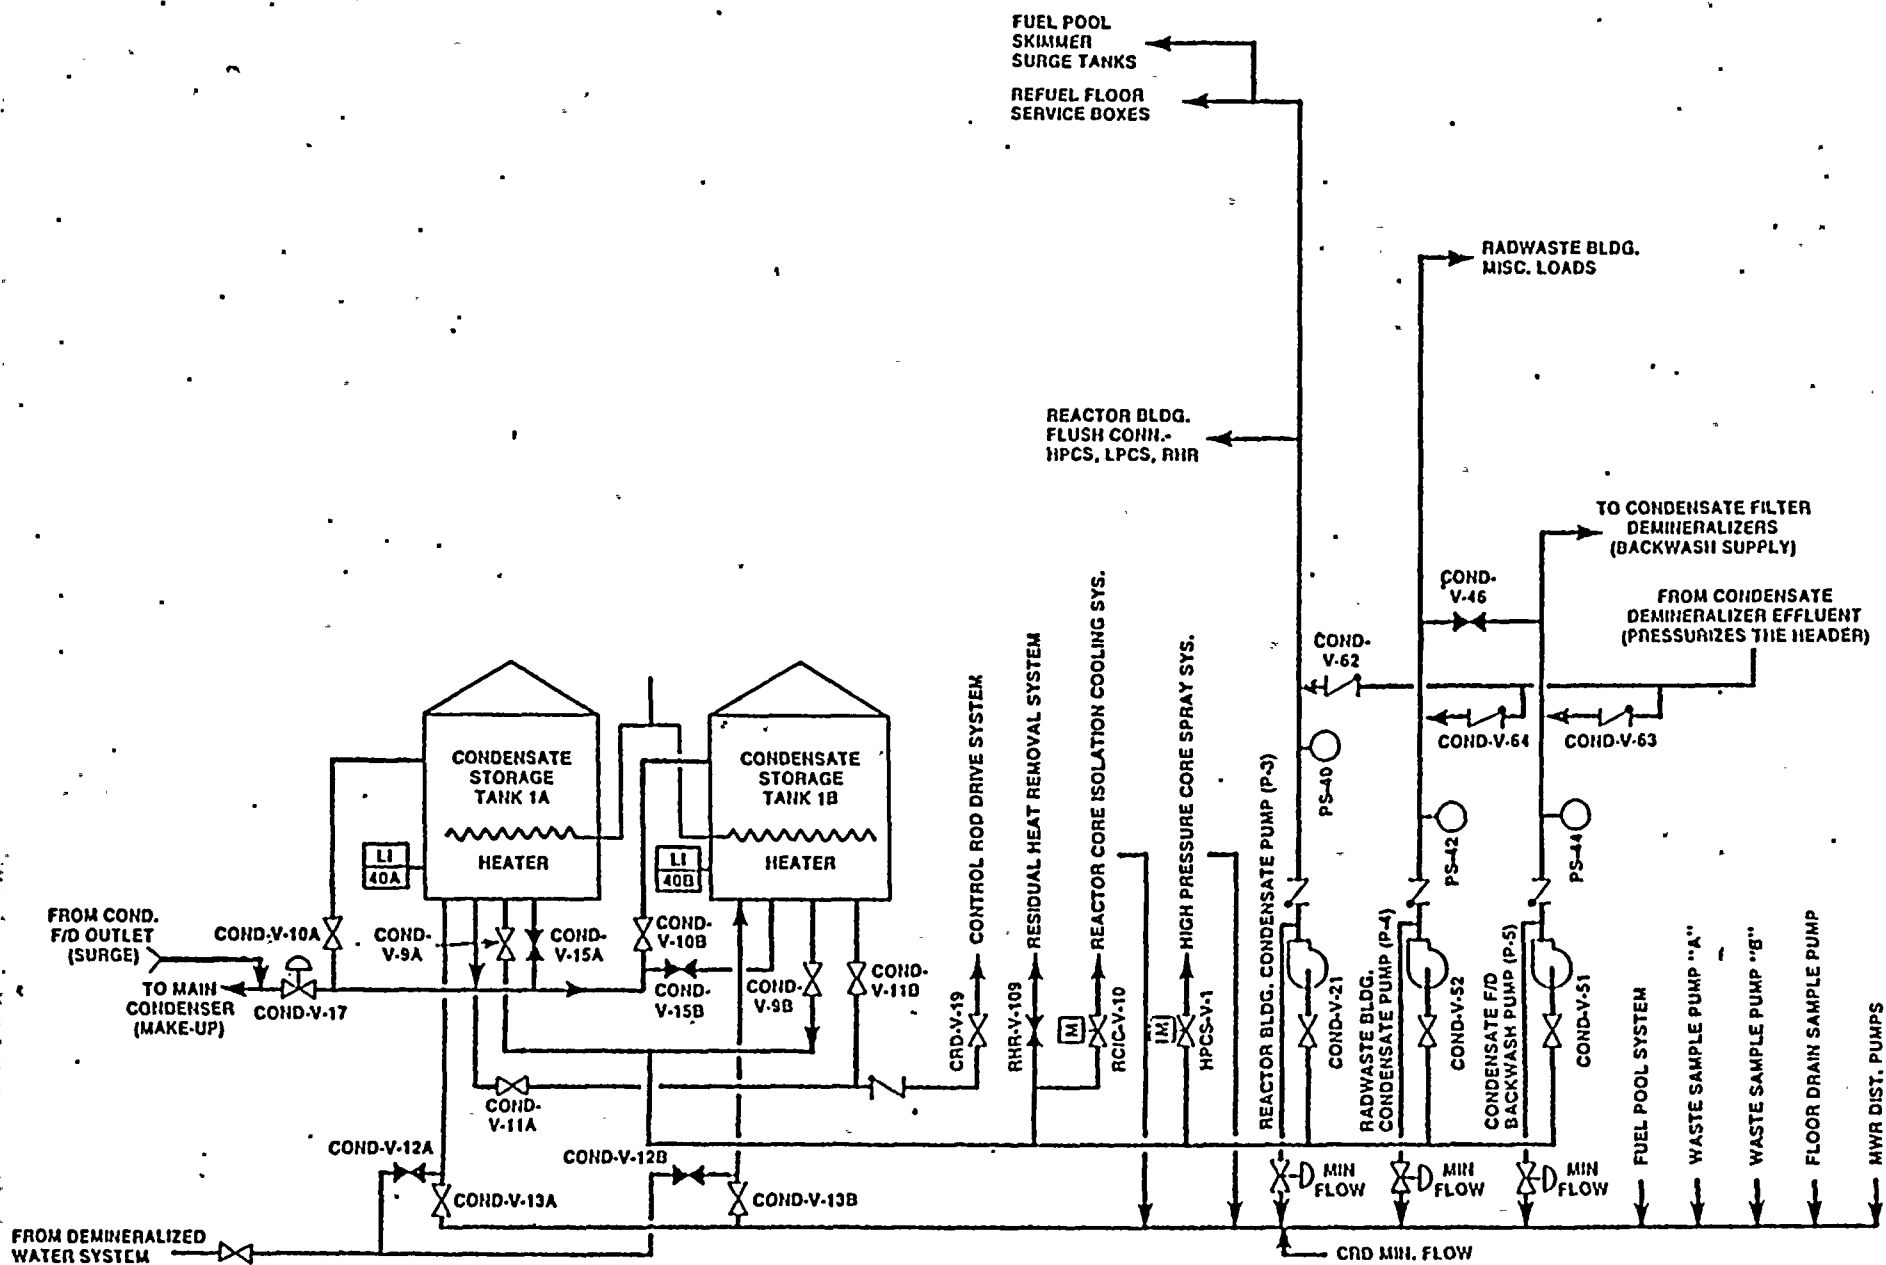 FUEL POOL
SKIMMER
SURGE TANKS
REFUEL FLOOR
SERVICE BOXES
RADWASTE BLDG.
MISC. LOADS
REACTOR BLDG.
FLUSH CONN.-
HPCS, LPCS, RHR
TO CONDENSATE FILTER
DEMINERALIZERS
(BACKWASH SUPPLY)
COND-
V-46
FROM CONDENSATE
DEMINERALIZER EFFLUENT
(PRESSURIZES THE HEADER)
COND-
V-62
COND-V-64
COND-V-63
CONDENSATE
STORAGE
TANK 1A
HEATER
LI
40A
CONDENSATE
STORAGE
TANK 1B
HEATER
LI
40B
PS-40
PS-42
PS-44
FROM COND.
F/D OUTLET
(SURGE)
TO MAIN
CONDENSER
(MAKE-UP)
COND-V-10A
COND-V-17
COND-
V-9A
COND-
V-15A
COND-
V-10B
COND-
V-15B
COND-
V-9B
COND-
V-11B
COND-
V-11A
CONTROL ROD DRIVE SYSTEM
CRD-V-19
RESIDUAL HEAT REMOVAL SYSTEM
RHR-V-109
REACTOR CORE ISOLATION COOLING SYS.
M
RCIC-V-10
HIGH PRESSURE CORE SPRAY SYS.
M
HPCS-V-1
REACTOR BLDG. CONDENSATE PUMP (P-3)
COND-V-21
RADWASTE BLDG.
CONDENSATE PUMP (P-4)
COND-V-52
CONDENSATE F/D
BACKWASH PUMP (P-5)
COND-V-51
COND-V-12A
COND-V-13A
COND-V-12B
COND-V-13B
MIN
FLOW
MIN
FLOW
MIN
FLOW
FUEL POOL SYSTEM
WASTE SAMPLE PUMP "A"
WASTE SAMPLE PUMP "B"
FLOOR DRAIN SAMPLE PUMP
MWR DIST. PUMPS
FROM DEMINERALIZED
WATER SYSTEM
CRD MIN. FLOW